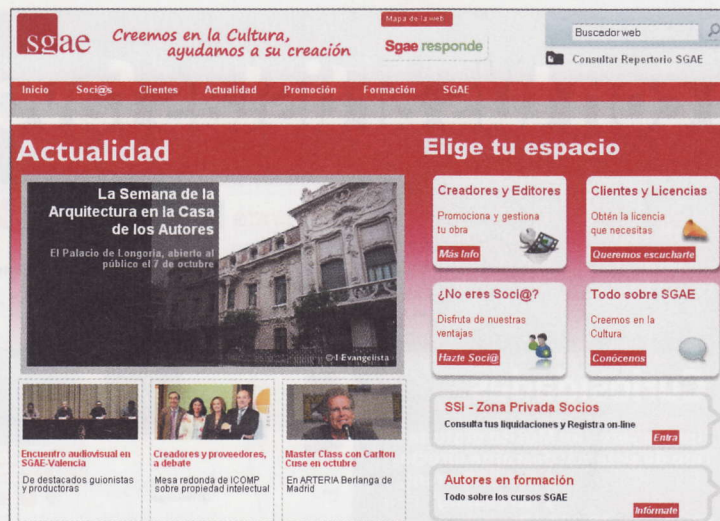 sgae
Creemos en la Cultura,
ayudamos a su creación
Mapa de la web
Sgae responde
Buscador web
Consultar Repertorio SGAE
Inicio Soci@s Clientes Actualidad Promoción Formación SGAE
Actualidad
La Semana de la
Arquitectura en la Casa
de los Autores
El Palacio de Longoria, abierto al
público el 7 de octubre
© I Evangelista
Encuentro audiovisual en
SGAE-Valencia
De destacados guionistas
y productoras
Creadores y proveedores,
a debate
Mesa redonda de ICOMP
sobre propiedad intelectual
Master Class con Carlton
Cuse en octubre
En ARTERIA Berlanga de
Madrid
Elige tu espacio
Creadores y Editores
Promociona y gestiona
tu obra
Más Info
Clientes y Licencias
Obtén la licencia
que necesitas
Queremos escucharte
¿No eres Soci@?
Disfruta de nuestras
ventajas
Hazte Soci@
Todo sobre SGAE
Creemos en la
Cultura
Conócenos
SSI - Zona Privada Socios
Consulta tus liquidaciones y Registra on-line
Entra
Autores en formación
Todo sobre los cursos SGAE
Infórmate